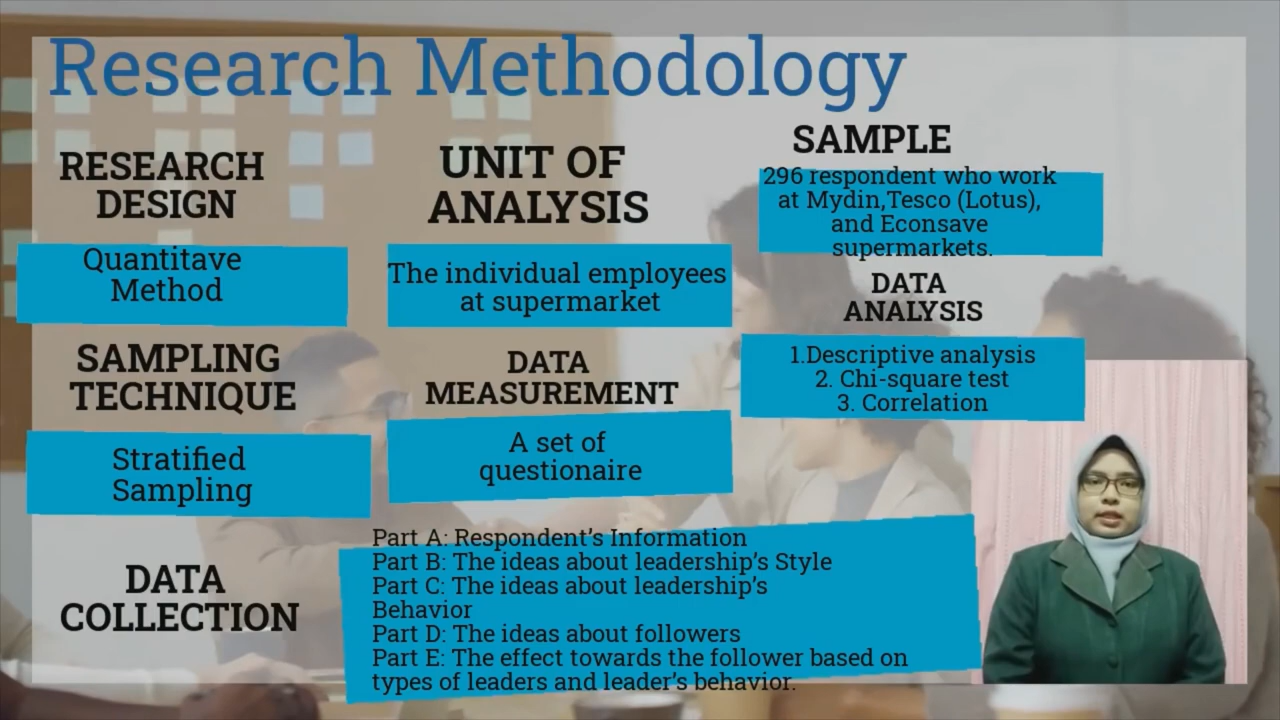 Research Methodology
RESEARCH
DESIGN
Quantitave
Method
UNIT OF
ANALYSIS
The individual employees
at supermarket
SAMPLE
296 respondent who work
at Mydin,Tesco (Lotus),
and Econsave
supermarkets.
SAMPLING
TECHNIQUE
Stratified
Sampling
DATA
MEASUREMENT
A set of
questionaire
DATA
ANALYSIS
1.Descriptive analysis
2. Chi-square test
3. Correlation
DATA
COLLECTION
Part A: Respondent's Information
Part B: The ideas about leadership's Style
Part C: The ideas about leadership's
Behavior
Part D: The ideas about followers
Part E: The effect towards the follower based on
types of leaders and leader's behavior.